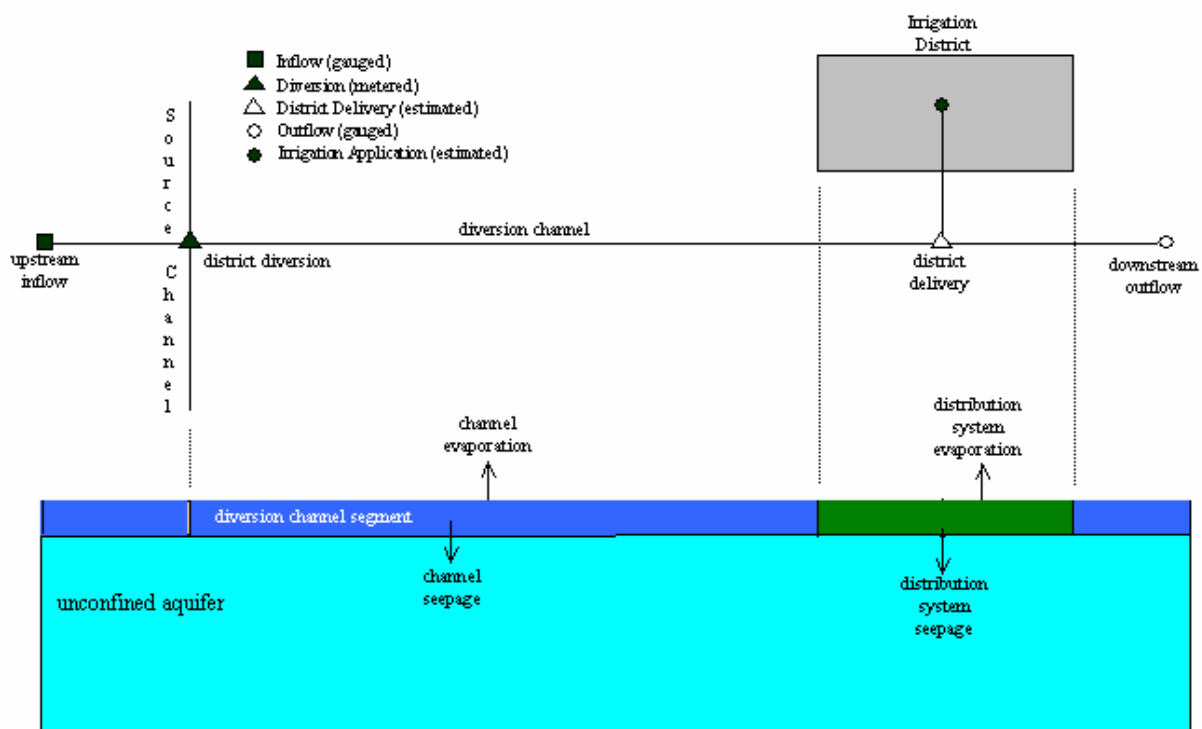 Irrigation
District
Inflow (gauged)
Diversion (metered)
District Delivery (estimated)
Outflow (gauged)
Irrigation Application (estimated)
Source Channel
diversion channel
upstream
inflow
district diversion
district
delivery
downstream
outflow
channel
evaporation
distribution
system
evaporation
diversion channel segment
channel
seepage
unconfined aquifer
distribution
system
seepage